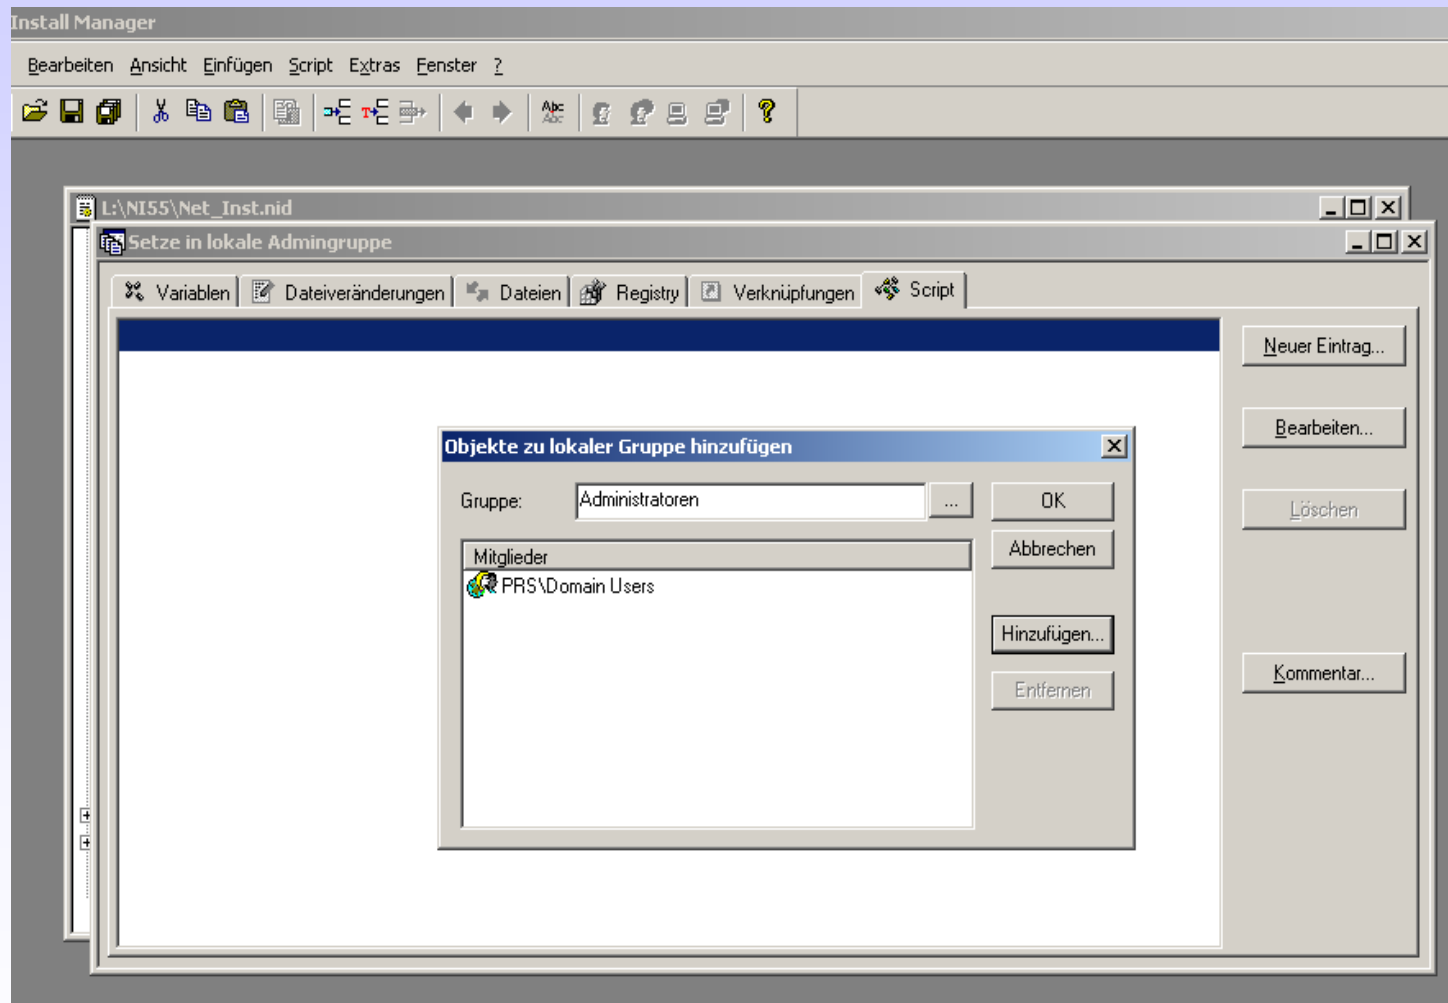 Install Manager
Bearbeiten Ansicht Einfügen Script Extras Fenster ?
Abc
Abc
L:\NI55\Net_Inst.nid
Setze in lokale Admingruppe
Variablen Dateiveränderungen Dateien Registry Verknüpfungen Script
Neuer Eintrag...
Bearbeiten...
Löschen
Kommentar...
Objekte zu lokaler Gruppe hinzufügen
Gruppe: Administratoren ... OK
Abbrechen
Mitglieder
PRS\Domain Users
Hinzufügen...
Entfernen